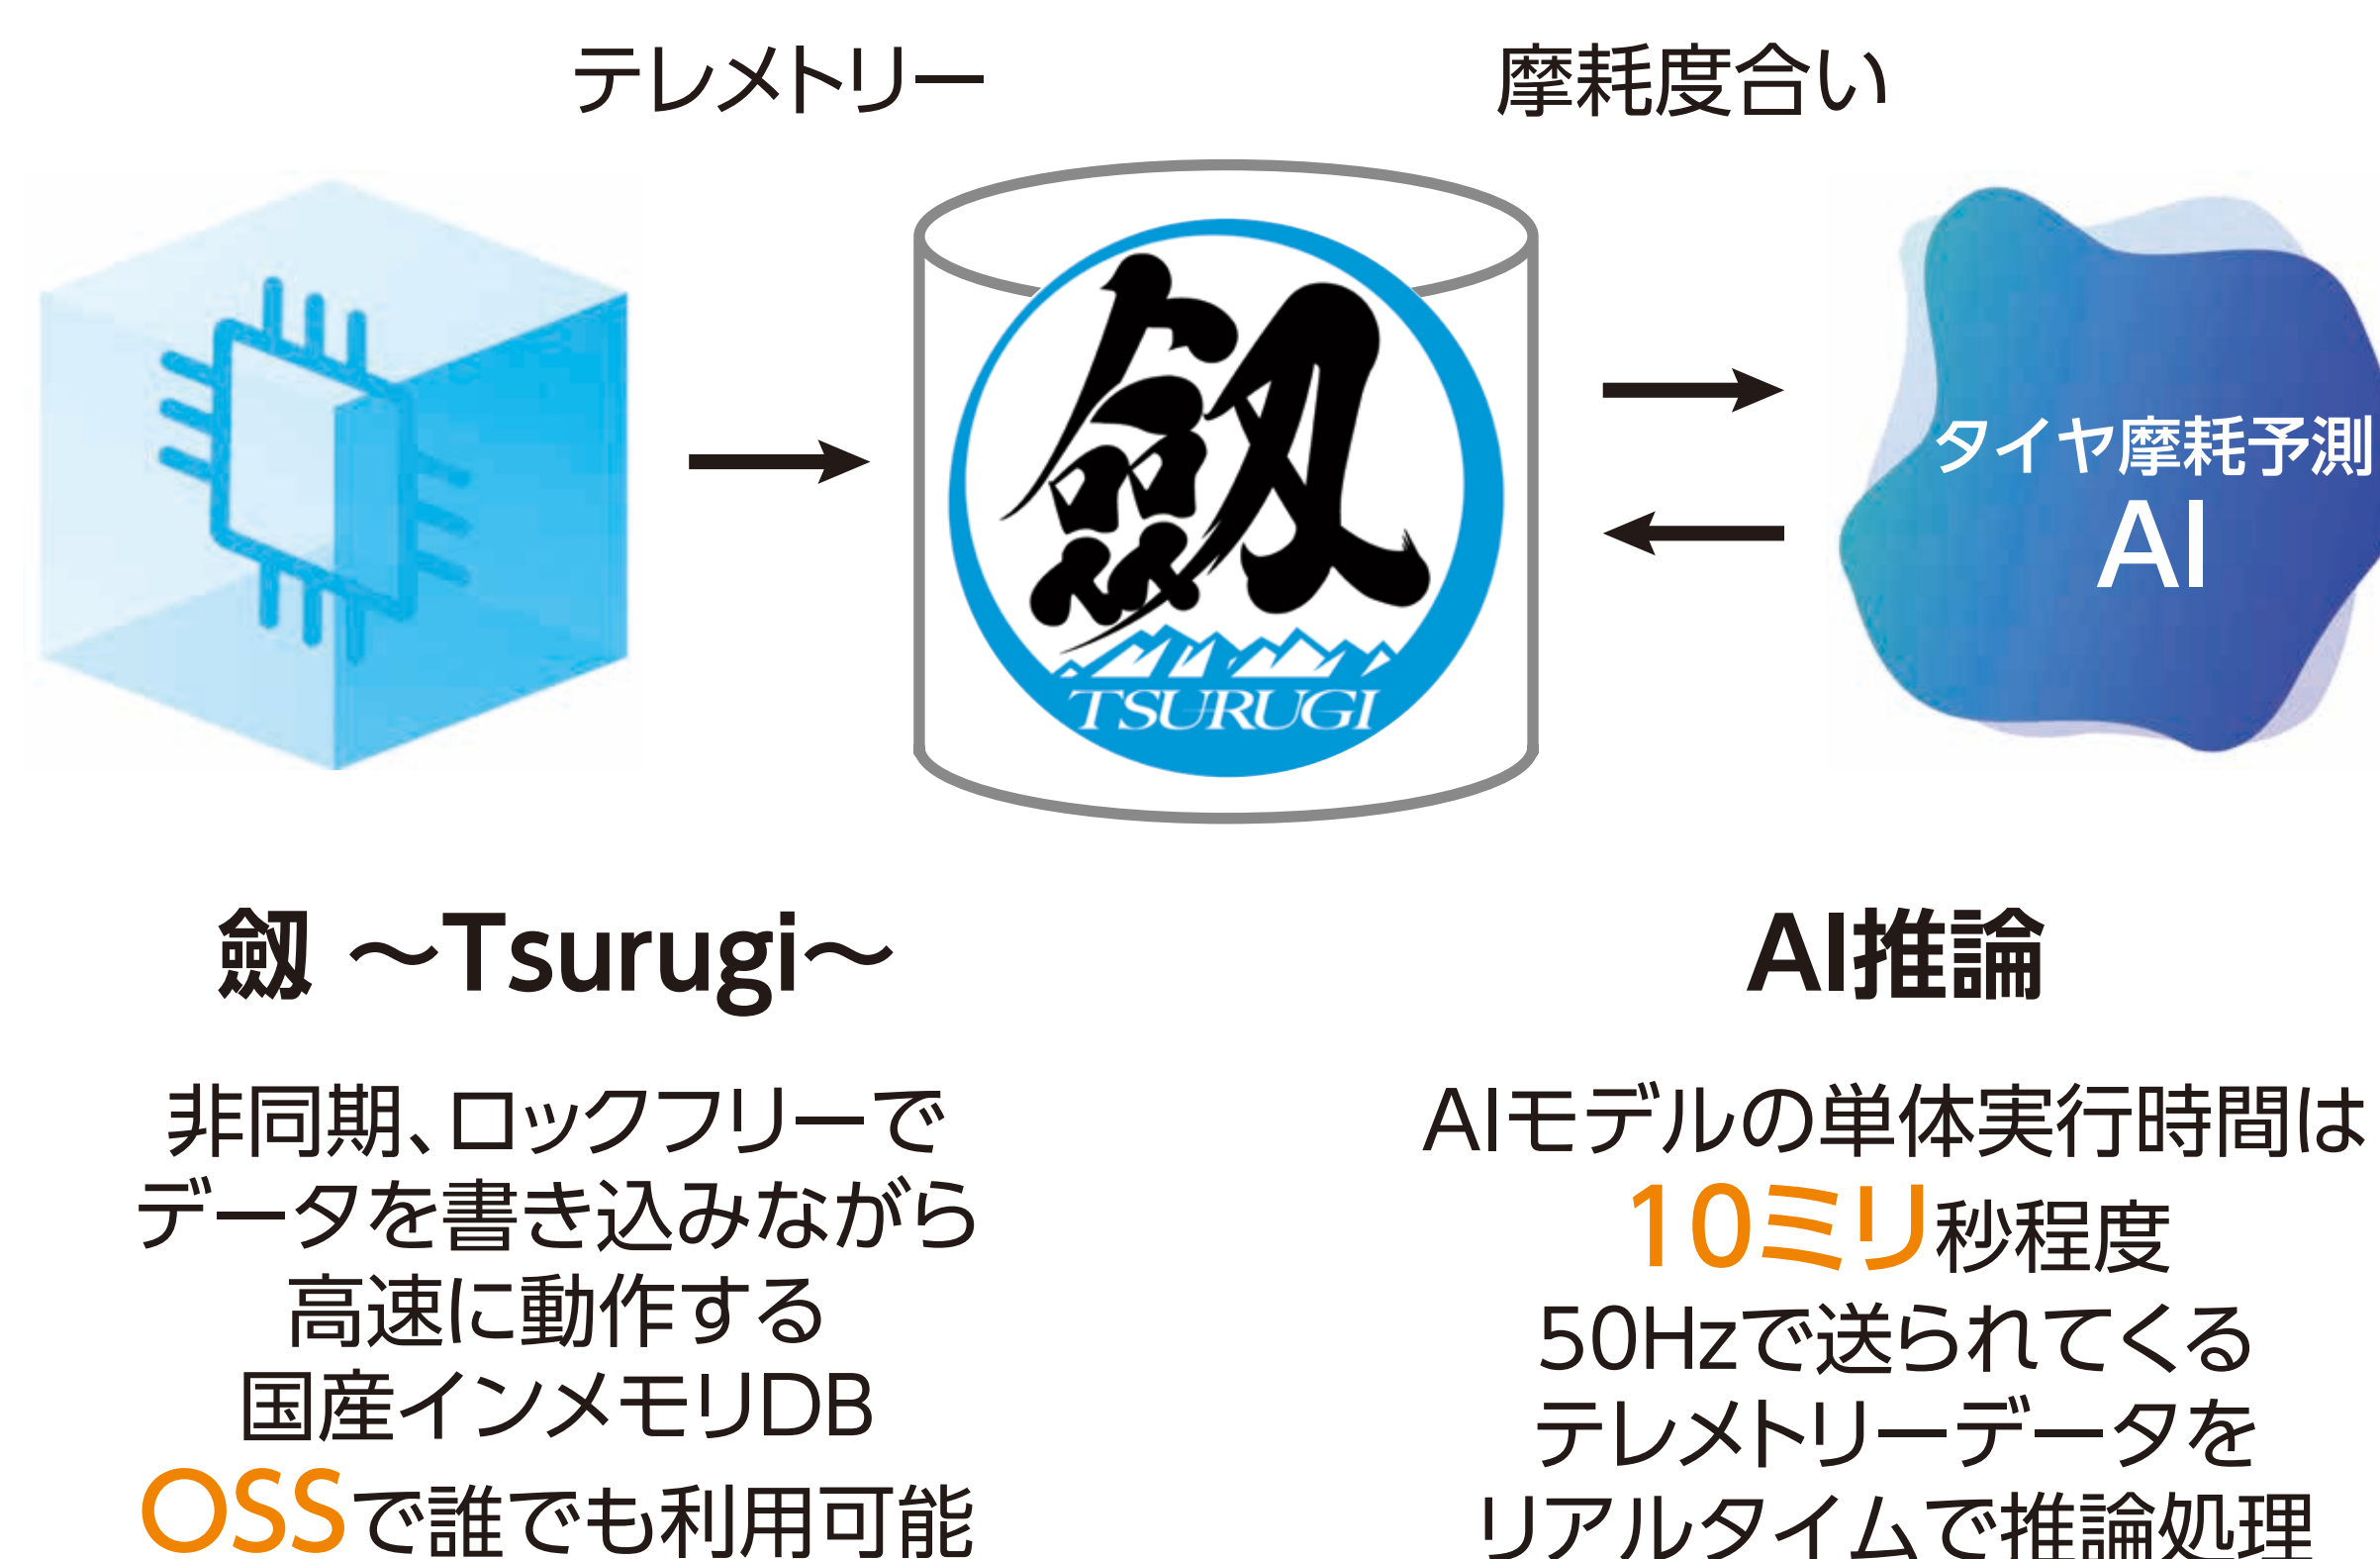 テレメトリー
摩耗度合い
劔
TSURUGI
タイヤ摩耗予測
AI
劔 ～Tsurugi～
非同期、ロックフリーで
データを書き込みながら
高速に動作する
国産インメモリDB
OSSで誰でも利用可能
AI推論
AIモデルの単体実行時間は
10ミリ秒程度
50Hzで送られてくる
テレメトリーデータを
リアルタイムで推論処理